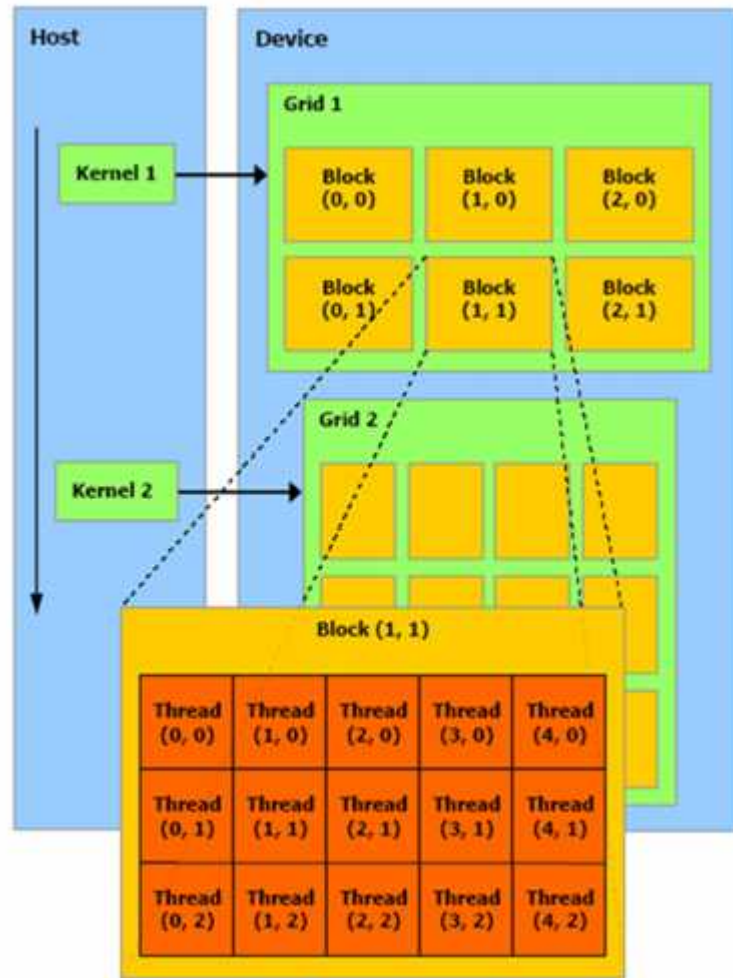 Host
Device
Grid 1
Kernel 1
Block
(0, 0)
Block
(1, 0)
Block
(2, 0)
Block
(0, 1)
Block
(1, 1)
Block
(2, 1)
Grid 2
Kernel 2
Block (1, 1)
Thread
(0, 0)
Thread
(1, 0)
Thread
(2, 0)
Thread
(3, 0)
Thread
(4, 0)
Thread
(0, 1)
Thread
(1, 1)
Thread
(2, 1)
Thread
(3, 1)
Thread
(4, 1)
Thread
(0, 2)
Thread
(1, 2)
Thread
(2, 2)
Thread
(3, 2)
Thread
(4, 2)